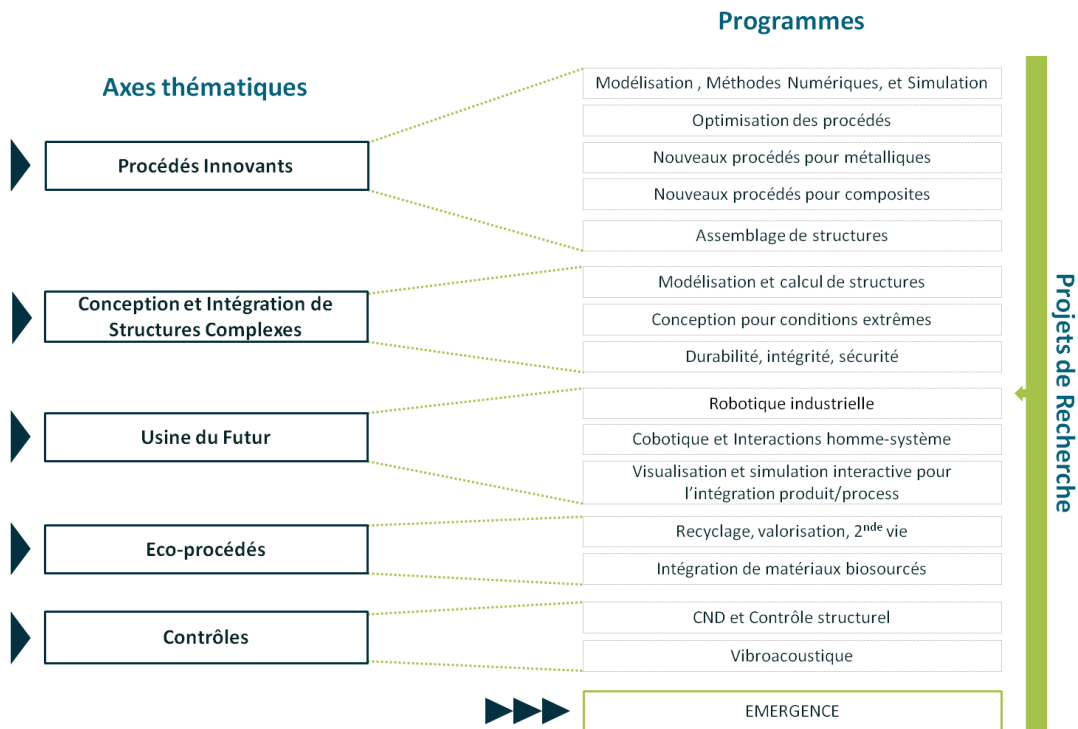 Programmes
Axes thématiques
Procédés Innovants
Modélisation , Méthodes Numériques, et Simulation
Optimisation des procédés
Nouveaux procédés pour métalliques
Nouveaux procédés pour composites
Assemblage de structures
Conception et Intégration de
Structures Complexes
Modélisation et calcul de structures
Conception pour conditions extrêmes
Durabilité, intégrité, sécurité
Usine du Futur
Robotique industrielle
Cobotique et Interactions homme-système
Visualisation et simulation interactive pour
l’intégration produit/process
Eco-procédés
Recyclage, valorisation, 2nde vie
Intégration de matériaux biosourcés
Contrôles
CND et Contrôle structurel
Vibroacoustique
EMERGENCE
Projets de Recherche